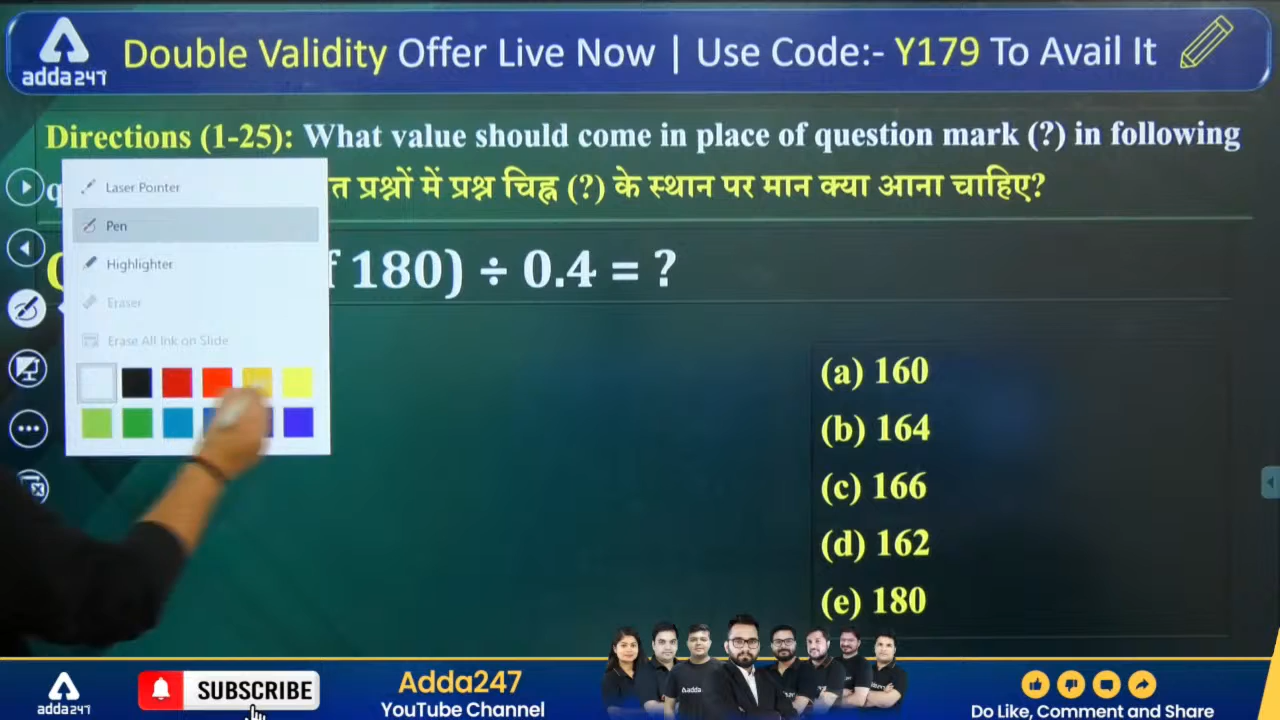 Double Validity Offer Live Now | Use Code:- Y179 To Avail It
adda247
Directions (1-25): What value should come in place of question mark (?) in following
प्रश्नों में प्रश्न चिह्न (?) के स्थान पर मान क्या आना चाहिए?
Laser Pointer
Pen
Highlighter
Eraser
Erase All Ink on Slide
180) ÷ 0.4 = ?
(a) 160
(b) 164
(c) 166
(d) 162
(e) 180
adda247
SUBSCRIBE
Adda247
YouTube Channel
adda247
Do Like, Comment and Share